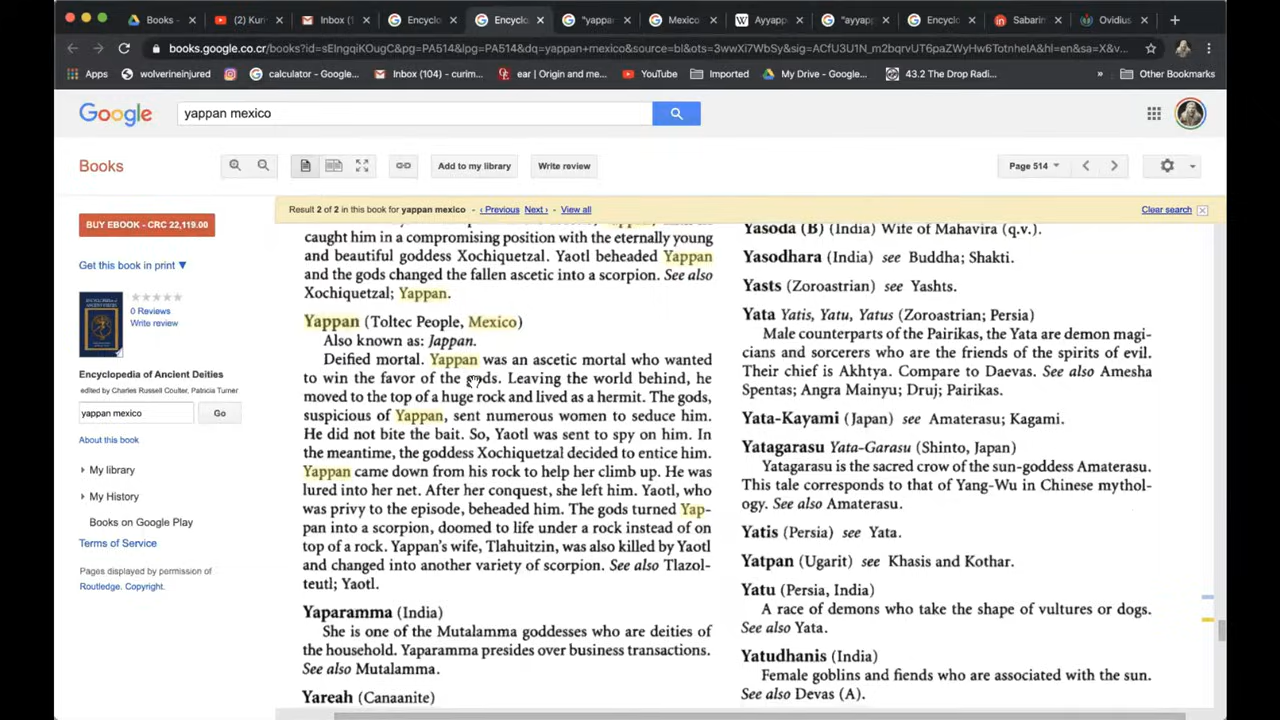 Drive -
(2) Kun
Inbox (1
Encyclo
Encyclo
"yappar
Mexico
Ayyapp
"ayyapp
Encyclo
Sabarin
Ovidius
Apps
wolverineinjured
calculator - Google...
Inbox (104) - curim...
ear | Origin and me...
YouTube
Imported
My Drive - Google...
43.2 The Drop Radi...
»
Other Bookmarks
Google
yappan mexico
Books
Add to my library
Write review
Page 514
BUY EBOOK - CRC 22,119.00
Get this book in print ▼
0 Reviews
Write review
Encyclopedia of Ancient Deities
edited by Charles Russell Coulter, Patricia Turner
yappan mexico
Go
About this book
My library
My History
Books on Google Play
Terms of Service
Pages displayed by permission of
Routledge. Copyright.
Result 2 of 2 in this book for yappan mexico - ‹ Previous Next › - View all
Clear search
caught him in a compromising position with the eternally young
and beautiful goddess Xochiquetzal. Yaotl beheaded Yappan
and the gods changed the fallen ascetic into a scorpion. See also
Xochiquetzal; Yappan.
Yappan (Toltec People, Mexico)
Also known as: Jappan.
Deified mortal. Yappan was an ascetic mortal who wanted
to win the favor of the gods. Leaving the world behind, he
moved to the top of a huge rock and lived as a hermit. The gods,
suspicious of Yappan, sent numerous women to seduce him.
He did not bite the bait. So, Yaotl was sent to spy on him. In
the meantime, the goddess Xochiquetzal decided to entice him.
Yappan came down from his rock to help her climb up. He was
lured into her net. After her conquest, she left him. Yaotl, who
was privy to the episode, beheaded him. The gods turned Yap-
pan into a scorpion, doomed to life under a rock instead of on
top of a rock. Yappan's wife, Tlahuitzin, was also killed by Yaotl
and changed into another variety of scorpion. See also Tlazol-
teutl; Yaotl.
Yaparamma (India)
She is one of the Mutalamma goddesses who are deities of
the household. Yaparamma presides over business transactions.
See also Mutalamma.
Yareah (Canaanite)
Yasoda (B) (India) Wife of Mahavira (q.v.).
Yasodhara (India) see Buddha; Shakti.
Yasts (Zoroastrian) see Yashts.
Yata Yatis, Yatu, Yatus (Zoroastrian; Persia)
Male counterparts of the Pairikas, the Yata are demon magi-
cians and sorcerers who are the friends of the spirits of evil.
Their chief is Akhtya. Compare to Daevas. See also Amesha
Spentas; Angra Mainyu; Druj; Pairikas.
Yata-Kayami (Japan) see Amaterasu; Kagami.
Yatagarasu Yata-Garasu (Shinto, Japan)
Yatagarasu is the sacred crow of the sun-goddess Amaterasu.
This tale corresponds to that of Yang-Wu in Chinese mythol-
ogy. See also Amaterasu.
Yatis (Persia) see Yata.
Yatpan (Ugarit) see Khasis and Kothar.
Yatu (Persia, India)
A race of demons who take the shape of vultures or dogs.
See also Yata.
Yatudhanis (India)
Female goblins and fiends who are associated with the sun.
See also Devas (A).